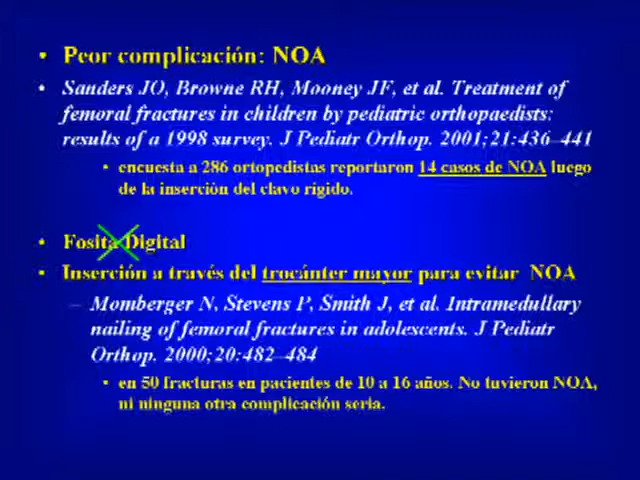 • Peor complicación: NOA
• Sanders JO, Browne RH, Mooney JF, et al. Treatment of
femoral fractures in children by pediatric orthopaedists:
results of a 1998 survey. J Pediatr Orthop. 2001;21:436–441
• encuesta a 286 ortopedistas reportaron 14 casos de NOA luego
de la inserción del clavo rígido.
• Fosita Digital
• Inserción a través del trocánter mayor para evitar NOA
– Momberger N, Stevens P, Smith J, et al. Intramedullary
nailing of femoral fractures in adolescents. J Pediatr
Orthop. 2000;20:482–484
• en 50 fracturas en pacientes de 10 a 16 años. No tuvieron NOA,
ni ninguna otra complicación seria.